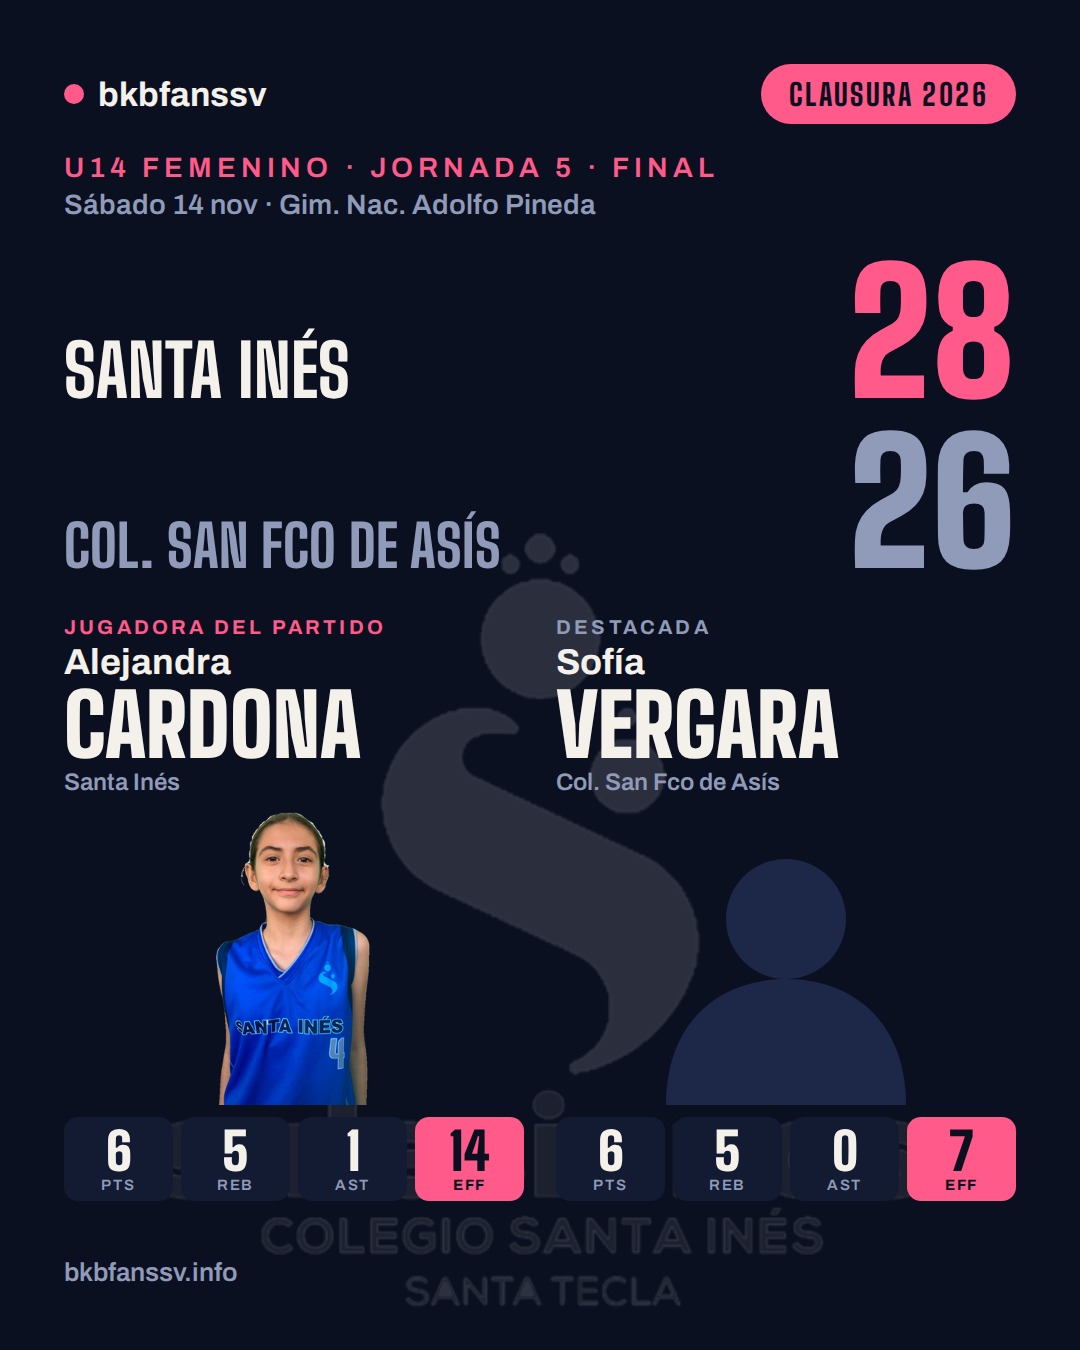 bkbfanssv
CLAUSURA 2026
U14 FEMENINO · JORNADA 5 · FINAL
Sábado 14 nov · Gim. Nac. Adolfo Pineda
SANTA INÉS
28
COL. SAN FCO DE ASÍS
26
JUGADORA DEL PARTIDO
Alejandra
CARDONA
Santa Inés
DESTACADA
Sofía
VERGARA
Col. San Fco de Asís
SANTA INÉS
4
6
PTS
5
REB
1
AST
14
EFF
6
PTS
5
REB
0
AST
7
EFF
COLEGIO SANTA INÉS
SANTA TECLA
bkbfanssv.info